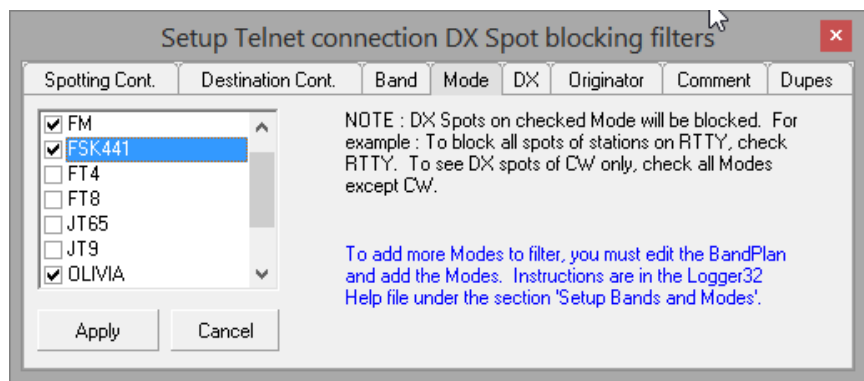 Setup Telnet connection DX Spot blocking filters
Spotting Cont. Destination Cont. Band Mode DX Originator Comment Dupes
FM
FSK441
FT4
FT8
JT65
JT9
OLIVIA
NOTE : DX Spots on checked Mode will be blocked. For
example : To block all spots of stations on RTTY, check
RTTY. To see DX spots of CW only, check all Modes
except CW.
To add more Modes to filter, you must edit the BandPlan
and add the Modes. Instructions are in the Logger32
Help file under the section 'Setup Bands and Modes'.
Apply Cancel